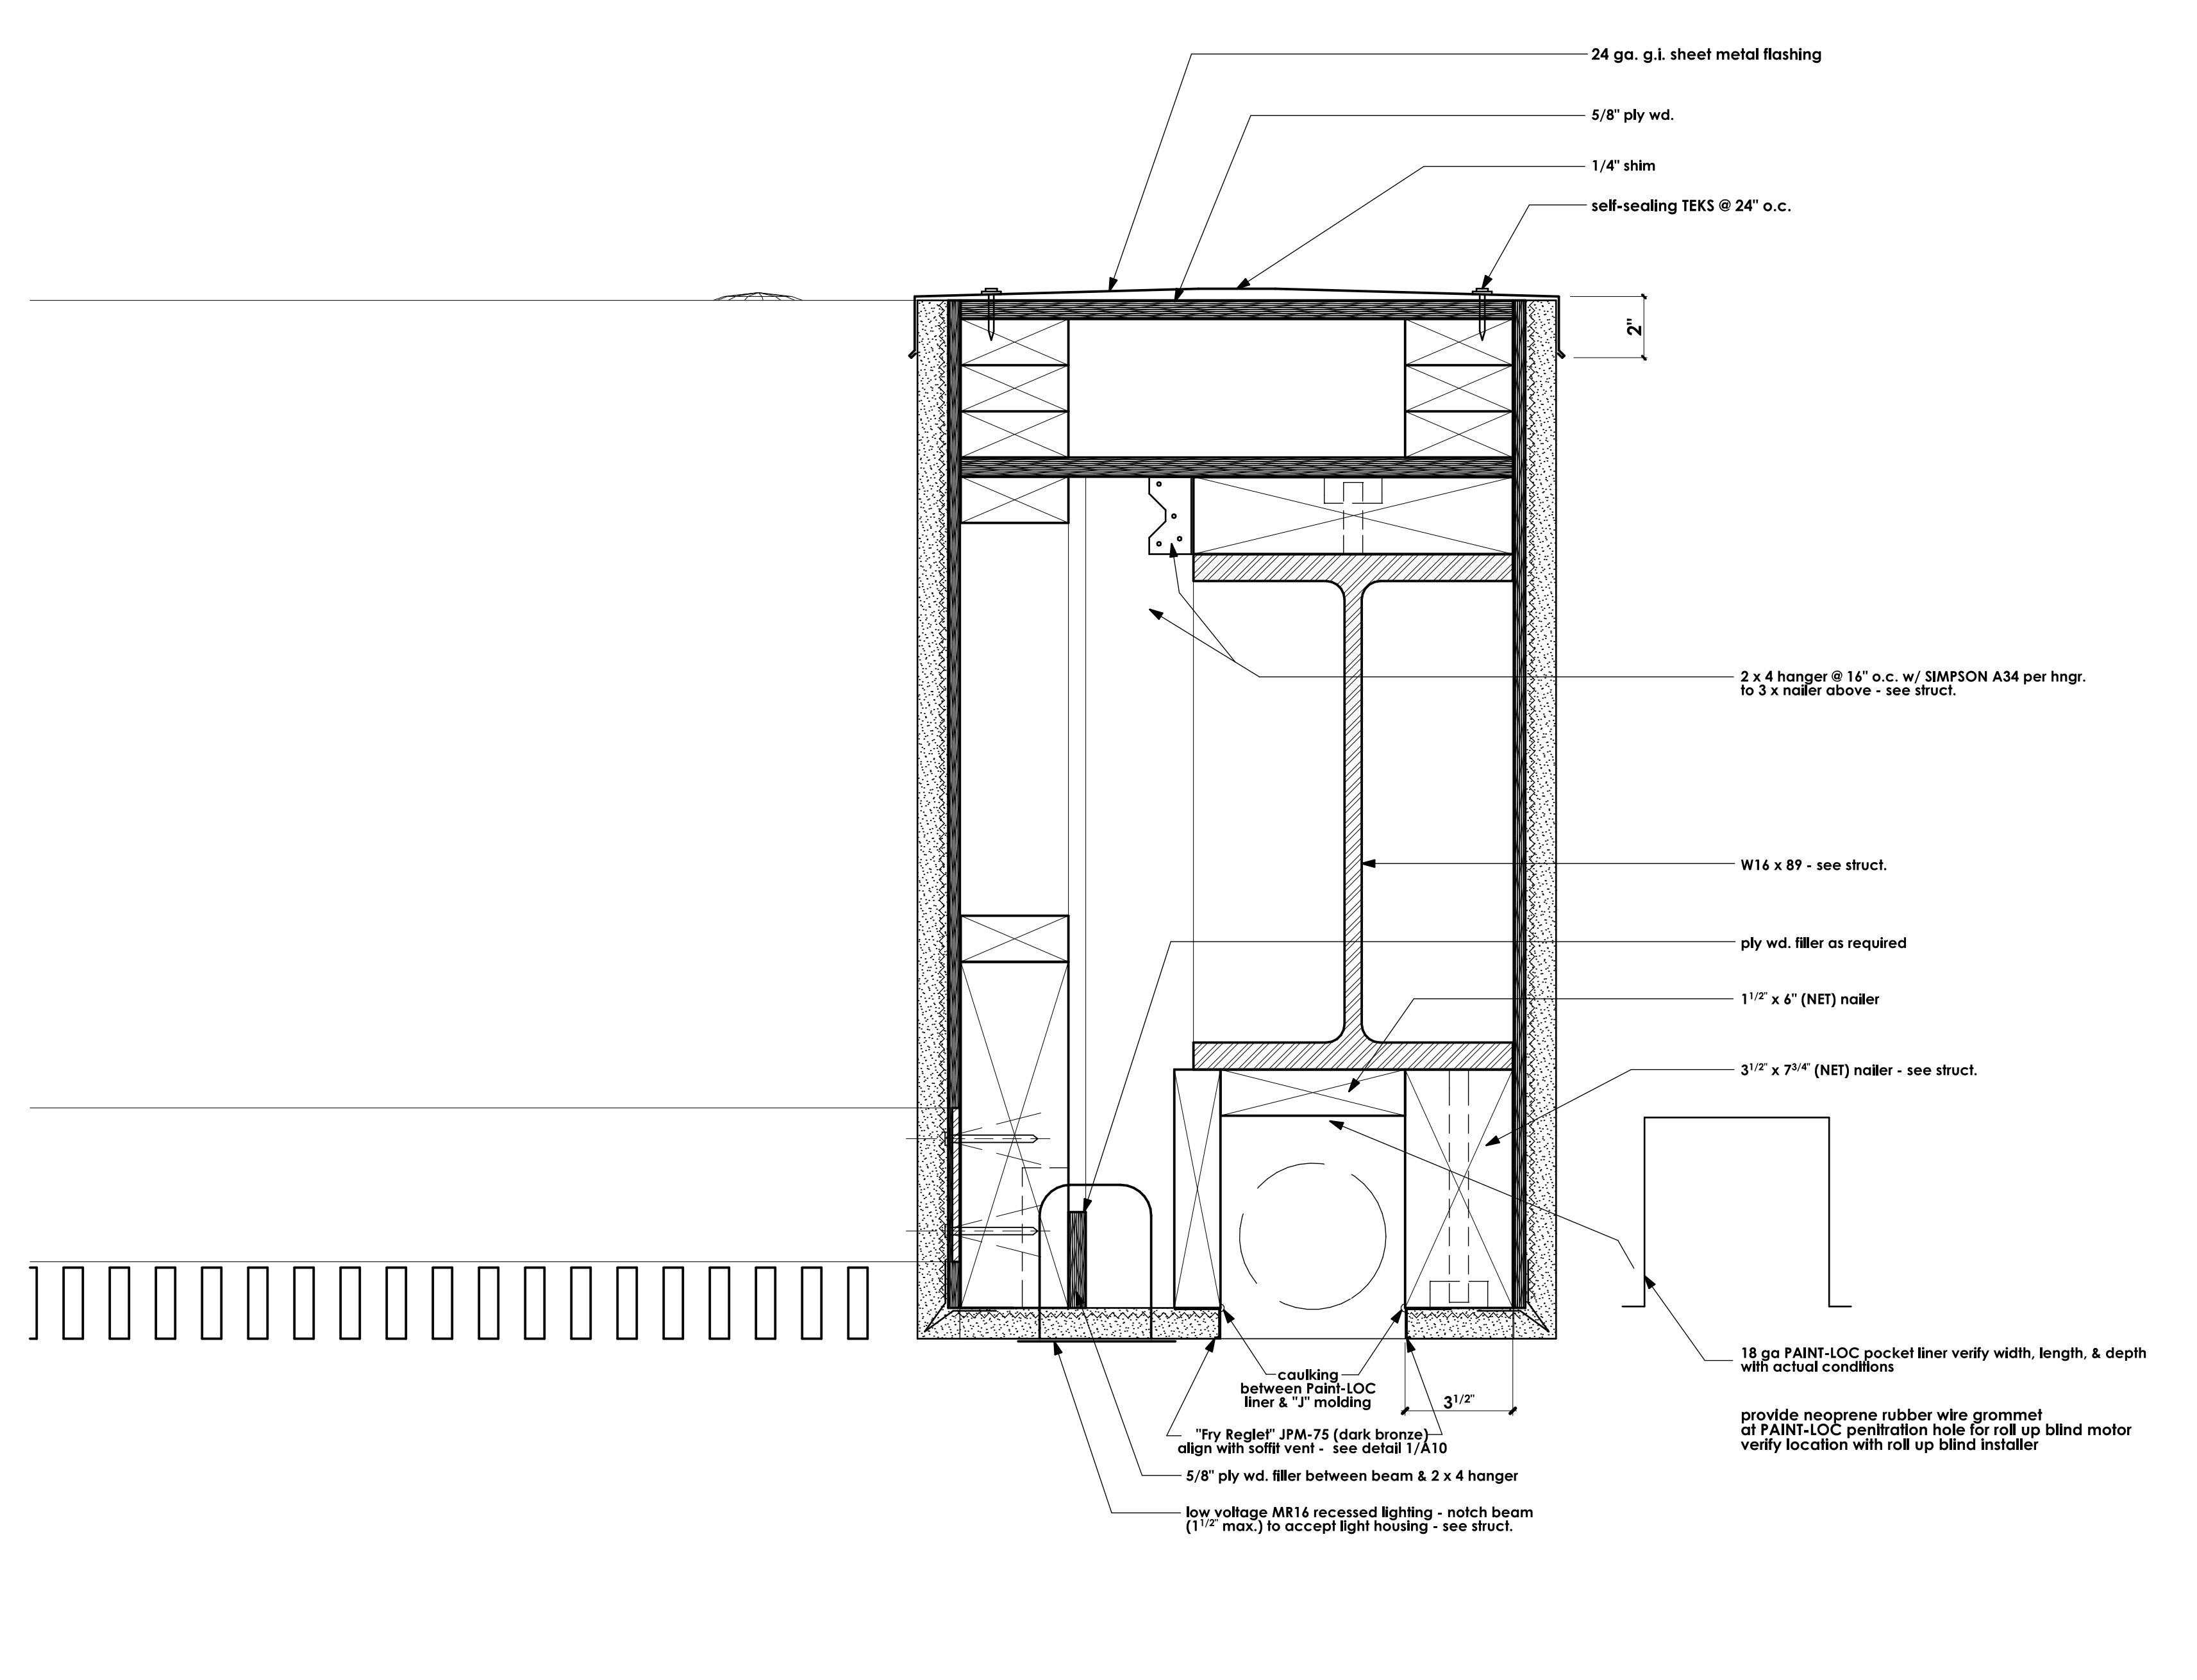 24 ga. g.i. sheet metal flashing
5/8" ply wd.
1/4" shim
self-sealing TEKS @ 24" o.c.
2"
2 x 4 hanger @ 16" o.c. w/ SIMPSON A34 per hngr.
to 3 x nailer above - see struct.
W16 x 89 - see struct.
ply wd. filler as required
1 1/2" x 6" (NET) nailer
3 1/2" x 7 3/4" (NET) nailer - see struct.
18 ga PAINT-LOC pocket liner verify width, length, & depth
with actual conditions
caulking
between Paint-LOC
liner & "J" molding
3 1/2"
provide neoprene rubber wire grommet
at PAINT-LOC penitration hole for roll up blind motor
verify location with roll up blind installer
"Fry Reglet" JPM-75 (dark bronze)
align with soffit vent - see detail 1/A10
5/8" ply wd. filler between beam & 2 x 4 hanger
low voltage MR16 recessed lighting - notch beam
(1 1/2" max.) to accept light housing - see struct.